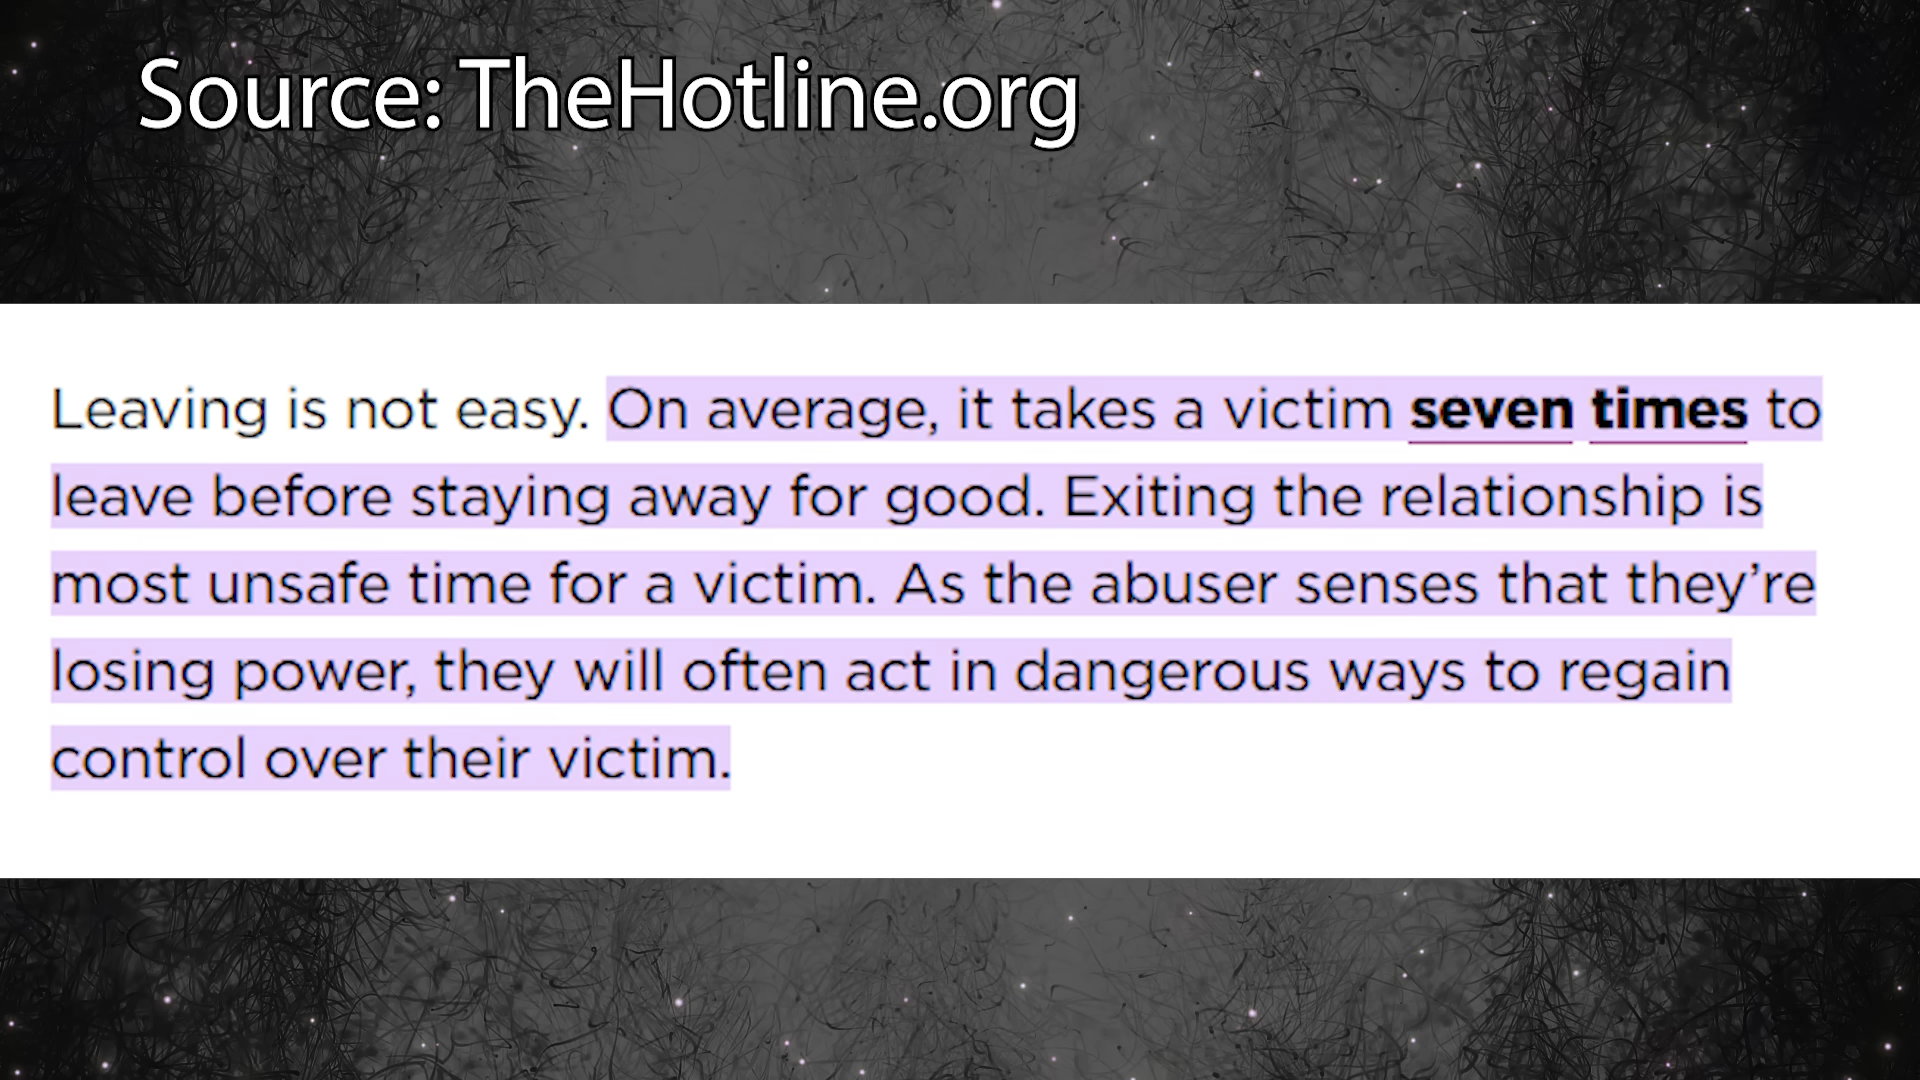 Source: TheHotline.org
Leaving is not easy. On average, it takes a victim seven times to
leave before staying away for good. Exiting the relationship is
most unsafe time for a victim. As the abuser senses that they’re
losing power, they will often act in dangerous ways to regain
control over their victim.